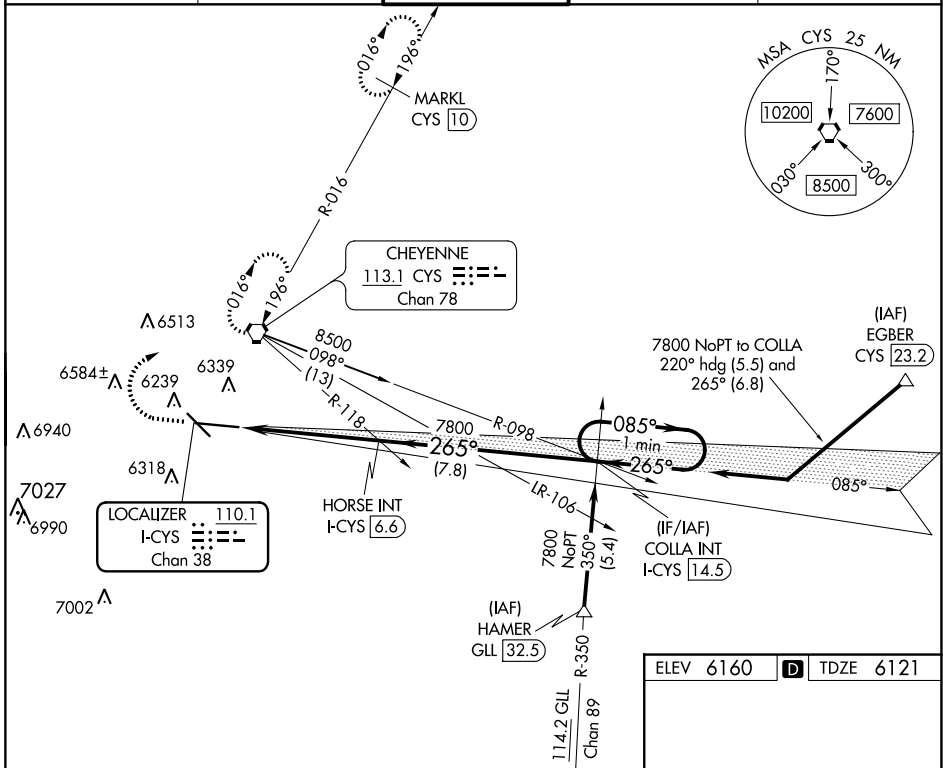 016°
196°
MARKL
CYS 10
R-016
MSA CYS 25 NM
170°
10200
7600
030°
8500
300°
016°
196°
CHEYENNE
113.1 CYS
Chan 78
6513
6584±
6239
6339
6940
6318
7027
6990
7002
8500
098°
(13)
R-118
R-098
7800
265°
(7.8)
LR-106
085°
1 min
265°
085°
7800 NoPT to COLLA
220° hdg (5.5) and
265° (6.8)
(IAF)
EGBER
CYS 23.2
HORSE INT
I-CYS 6.6
LOCALIZER 110.1
I-CYS
Chan 38
(IF/IAF)
COLLA INT
I-CYS 14.5
7800
NoPT
350°
(5.4)
(IAF)
HAMER
GLL 32.5
R-350
114.2 GLL
Chan 89
ELEV 6160 D TDZE 6121